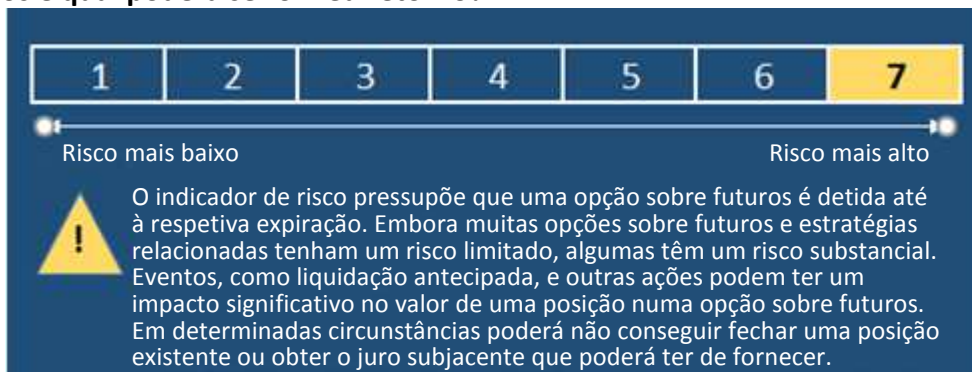 1 2 3 4 5 6 7
Risco mais baixo Risco mais alto
O indicador de risco pressupõe que uma opção sobre futuros é detida até
à respetiva expiração. Embora muitas opções sobre futuros e estratégias
relacionadas tenham um risco limitado, algumas têm um risco substancial.
Eventos, como liquidação antecipada, e outras ações podem ter um
impacto significativo no valor de uma posição numa opção sobre futuros.
Em determinadas circunstâncias poderá não conseguir fechar uma posição
existente ou obter o juro subjacente que poderá ter de fornecer.